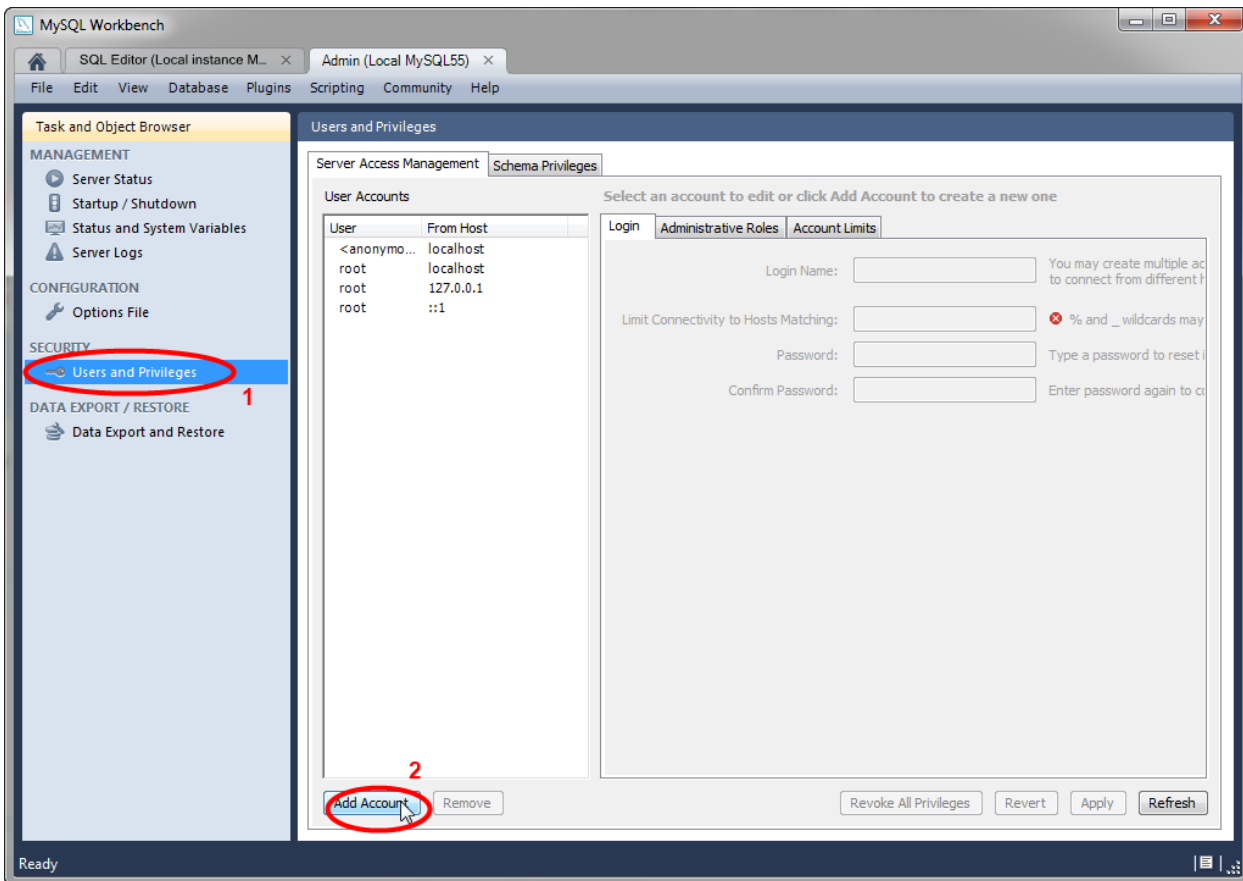 MySQL Workbench
SQL Editor (Local instance M... ×
Admin (Local MySQL55) ×
File Edit View Database Plugins Scripting Community Help
Task and Object Browser
MANAGEMENT
Server Status
Startup / Shutdown
Status and System Variables
Server Logs
CONFIGURATION
Options File
SECURITY
Users and Privileges
1
DATA EXPORT / RESTORE
Data Export and Restore
Users and Privileges
Server Access Management
Schema Privileges
User Accounts
User From Host
<anonymo... localhost
root localhost
root 127.0.0.1
root ::1
2
Add Account
Remove
Select an account to edit or click Add Account to create a new one
Login
Administrative Roles
Account Limits
Login Name:
You may create multiple ac
to connect from different h
Limit Connectivity to Hosts Matching:
% and _ wildcards may
Password:
Type a password to reset i
Confirm Password:
Enter password again to co
Revoke All Privileges
Revert
Apply
Refresh
Ready